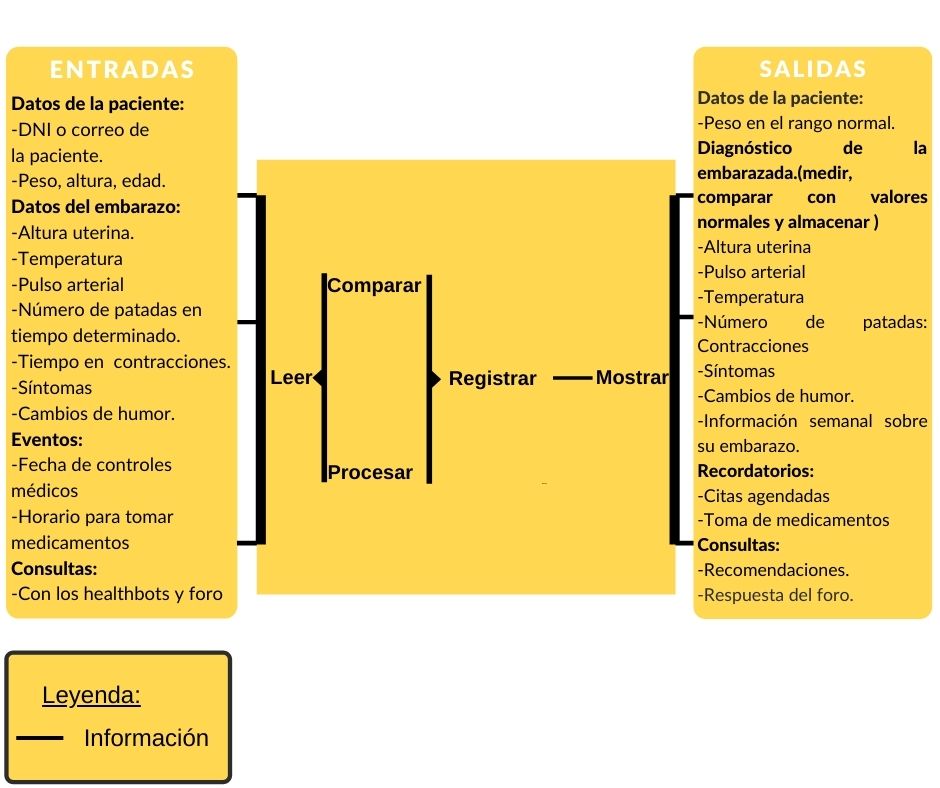 ENTRADAS
Datos de la paciente:
-DNI o correo de
la paciente.
-Peso, altura, edad.
Datos del embarazo:
-Altura uterina.
-Temperatura
-Pulso arterial
-Número de patadas en
tiempo determinado.
-Tiempo en contracciones.
-Síntomas
-Cambios de humor.
Eventos:
-Fecha de controles
médicos
-Horario para tomar
medicamentos
Consultas:
-Con los healthbots y foro
Comparar
Leer
Registrar
Mostrar
Procesar
SALIDAS
Datos de la paciente:
-Peso en el rango normal.
Diagnóstico de la
embarazada.(medir,
comparar con valores
normales y almacenar )
-Altura uterina
-Pulso arterial
-Temperatura
-Número de patadas:
Contracciones
-Síntomas
-Cambios de humor.
-Información semanal sobre
su embarazo.
Recordatorios:
-Citas agendadas
-Toma de medicamentos
Consultas:
-Recomendaciones.
-Respuesta del foro.
Leyenda:
Información